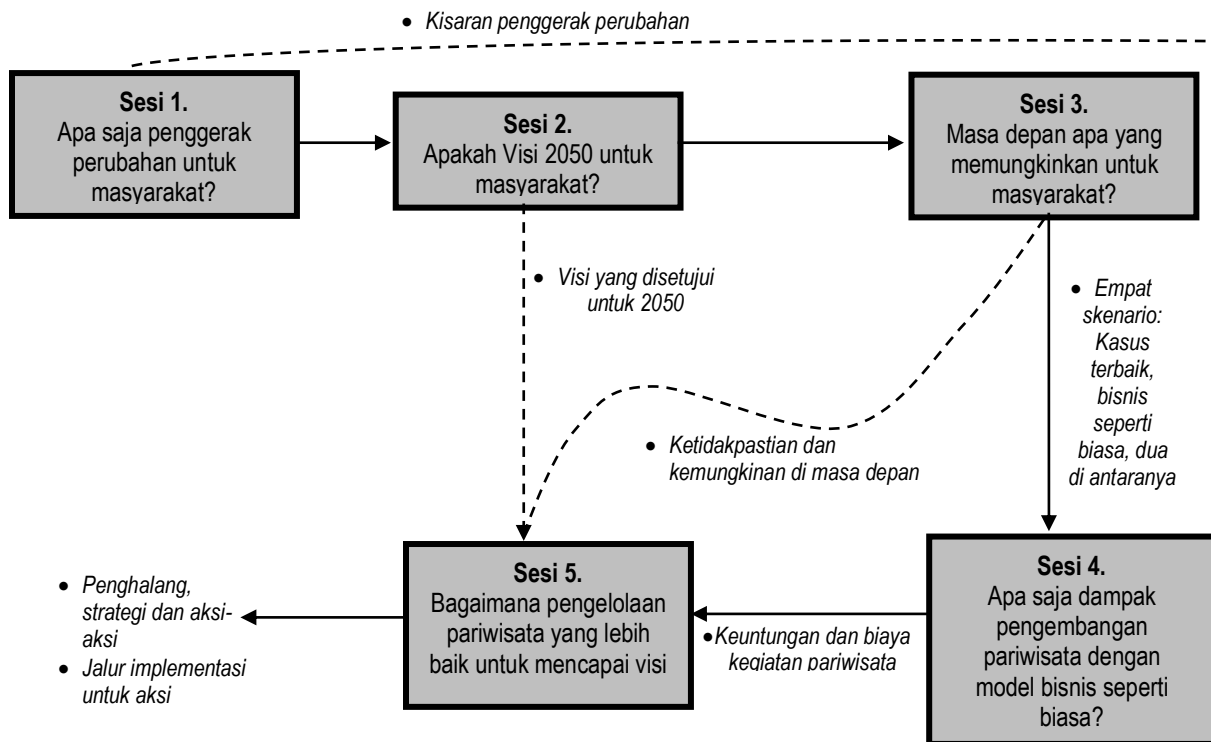 • Kisaran penggerak perubahan
Sesi 1.
Apa saja penggerak
perubahan untuk
masyarakat?
Sesi 2.
Apakah Visi 2050 untuk
masyarakat?
Sesi 3.
Masa depan apa yang
memungkinkan untuk
masyarakat?
• Visi yang disetujui
untuk 2050
• Empat
skenario:
Kasus
terbaik,
bisnis
seperti
biasa, dua
di antaranya
• Ketidakpastian dan
kemungkinan di masa depan
• Penghalang,
strategi dan aksi-
aksi
• Jalur implementasi
untuk aksi
Sesi 5.
Bagaimana pengelolaan
pariwisata yang lebih
baik untuk mencapai visi
•Keuntungan dan biaya
kegiatan pariwisata
Sesi 4.
Apa saja dampak
pengembangan
pariwisata dengan
model bisnis seperti
biasa?